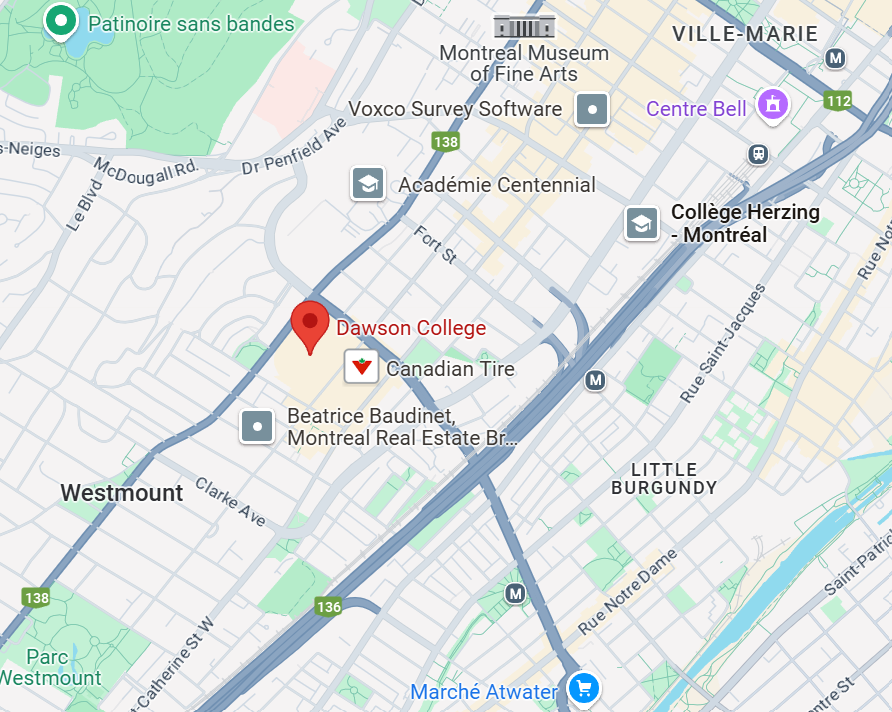 Patinoire sans bandes
VILLE-MARIE
Montreal Museum
of Fine Arts
M
Voxco Survey Software
Centre Bell
112
138
s-Neiges
McDougall Rd.
Dr Penfield Ave
Le Blvd
Académie Centennial
Collège Herzing
- Montréal
Fort St
Rue Notre
Dawson College
Canadian Tire
Rue Saint-Jacques
M
Beatrice Baudinet,
Montreal Real Estate Br...
LITTLE
BURGUNDY
Westmount
Clarke Ave
Saint-Patric
138
136
M
Rue Notre Dame
t-Catherine St W
Parc
Westmount
Marché Atwater
entre St